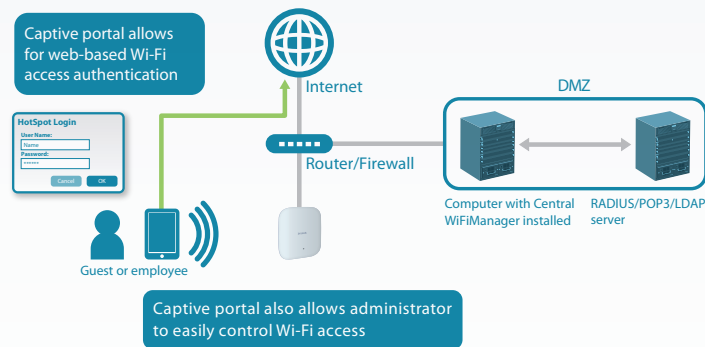 Captive portal allows
for web-based Wi-Fi
access authentication
Internet
DMZ
HotSpot Login
User Name:
Name
Password:
******
Cancel
OK
Router/Firewall
Computer with Central
WiFiManager installed
RADIUS/POP3/LDAP
server
Guest or employee
Captive portal also allows administrator
to easily control Wi-Fi access